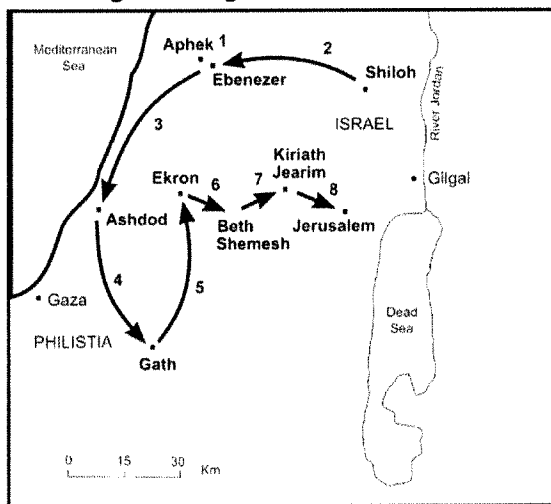 Mediterranean
Sea
Aphek 1
Ebenezer
2
Shiloh
ISRAEL
River Jordan
3
Ekron
6
Kiriath
Jearim
7
8
Gilgal
Ashdod
Beth
Shemesh
Jerusalem
4
5
Gaza
PHILISTIA
Gath
Dead
Sea
0 15 30
Km